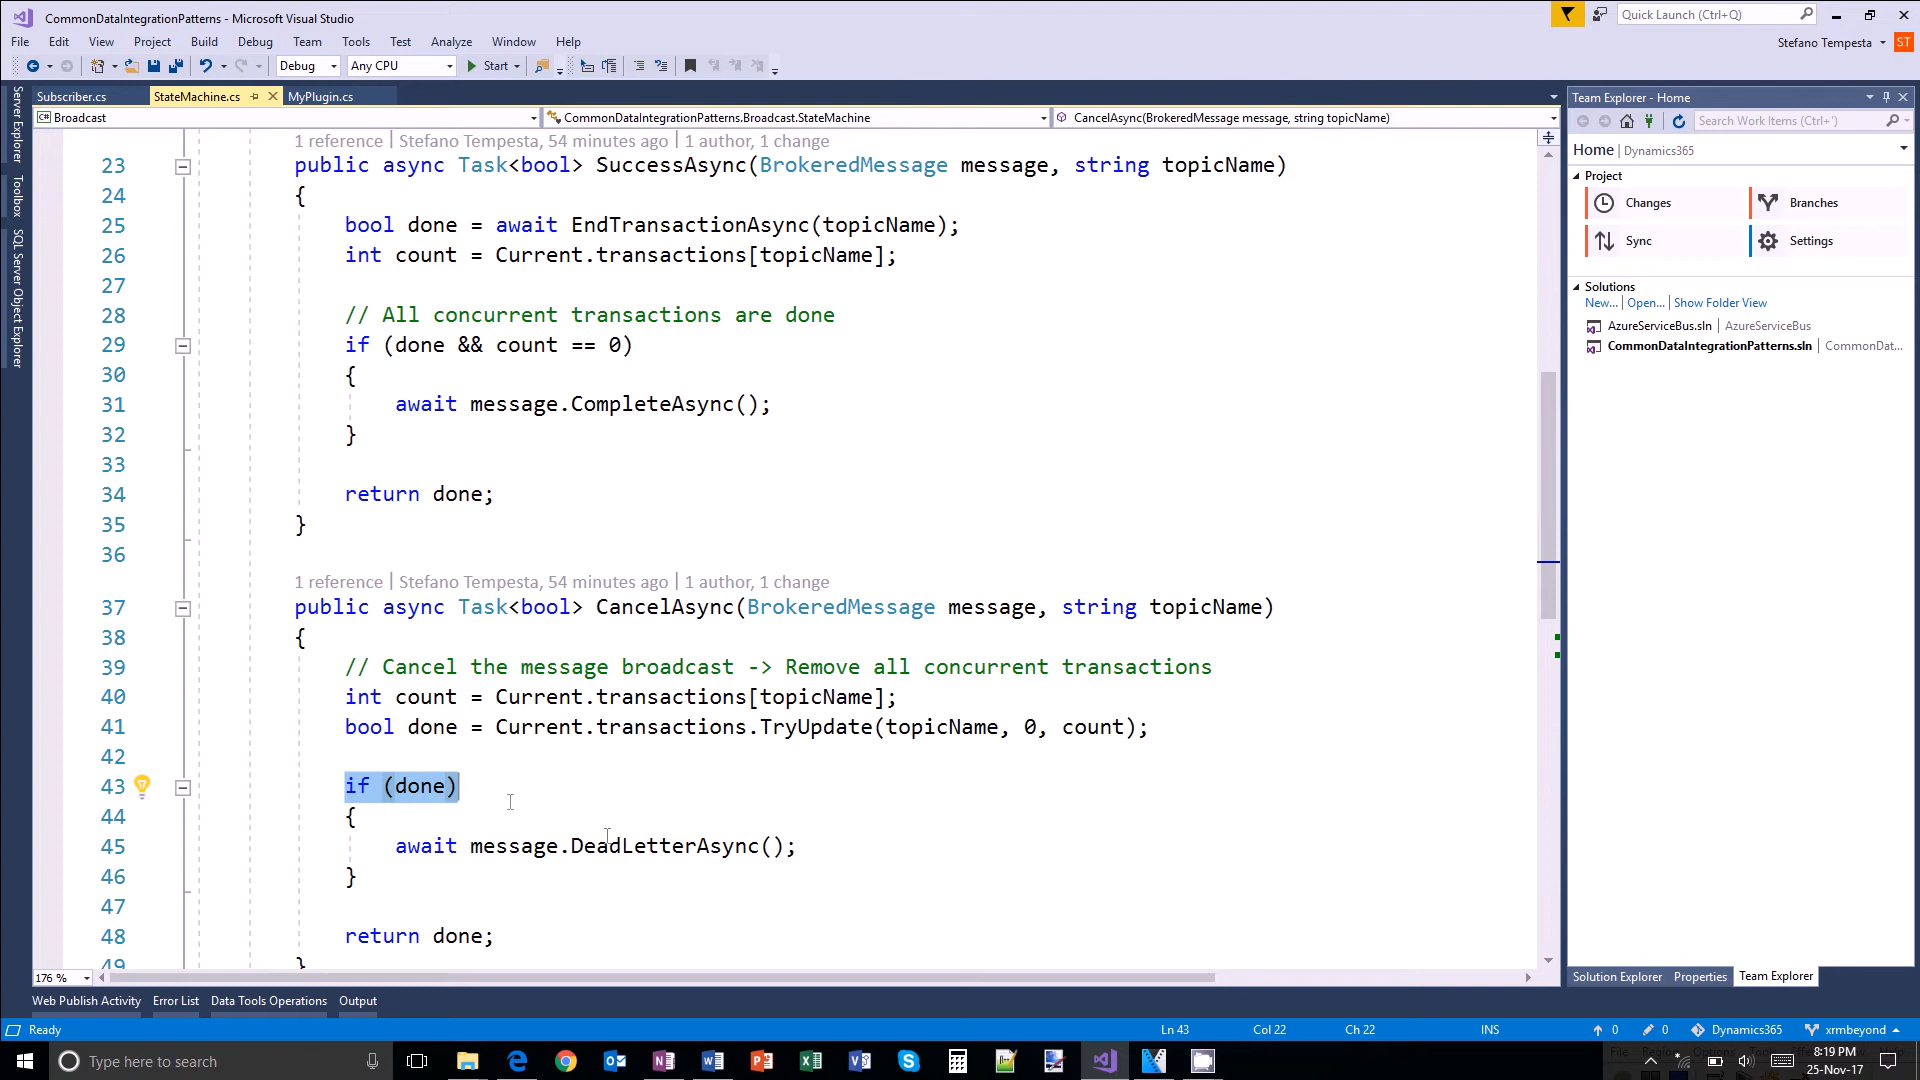 CommonDataIntegrationPatterns - Microsoft Visual Studio
Quick Launch (Ctrl+Q)
File Edit View Project Build Debug Team Tools Test Analyze Window Help
Stefano Tempesta ST
Debug Any CPU Start
Subscriber.cs StateMachine.cs MyPlugin.cs
Broadcast CommonDataIntegrationPatterns.Broadcast.StateMachine CancelAsync(BrokeredMessage message, string topicName)
1 reference | Stefano Tempesta, 54 minutes ago | 1 author, 1 change
23 public async Task<bool> SuccessAsync(BrokeredMessage message, string topicName)
24 {
25 bool done = await EndTransactionAsync(topicName);
26 int count = Current.transactions[topicName];
27
28 // All concurrent transactions are done
29 if (done && count == 0)
30 {
31 await message.CompleteAsync();
32 }
33
34 return done;
35 }
36
1 reference | Stefano Tempesta, 54 minutes ago | 1 author, 1 change
37 public async Task<bool> CancelAsync(BrokeredMessage message, string topicName)
38 {
39 // Cancel the message broadcast -> Remove all concurrent transactions
40 int count = Current.transactions[topicName];
41 bool done = Current.transactions.TryUpdate(topicName, 0, count);
42
43 if (done)
44 {
45 await message.DeadLetterAsync();
46 }
47
48 return done;
49 }
176 %
Server Explorer
Toolbox
SQL Server Object Explorer
Team Explorer - Home
Search Work Items (Ctrl+')
Home | Dynamics365
Project
Changes Branches
Sync Settings
Solutions
New... | Open... | Show Folder View
AzureServiceBus.sln | AzureServiceBus
CommonDataIntegrationPatterns.sln | CommonDat...
Solution Explorer Properties Team Explorer
Web Publish Activity Error List Data Tools Operations Output
Ready Ln 43 Col 22 Ch 22 INS 0 0 Dynamics365 xrmbeyond
Type here to search
8:19 PM
25-Nov-17